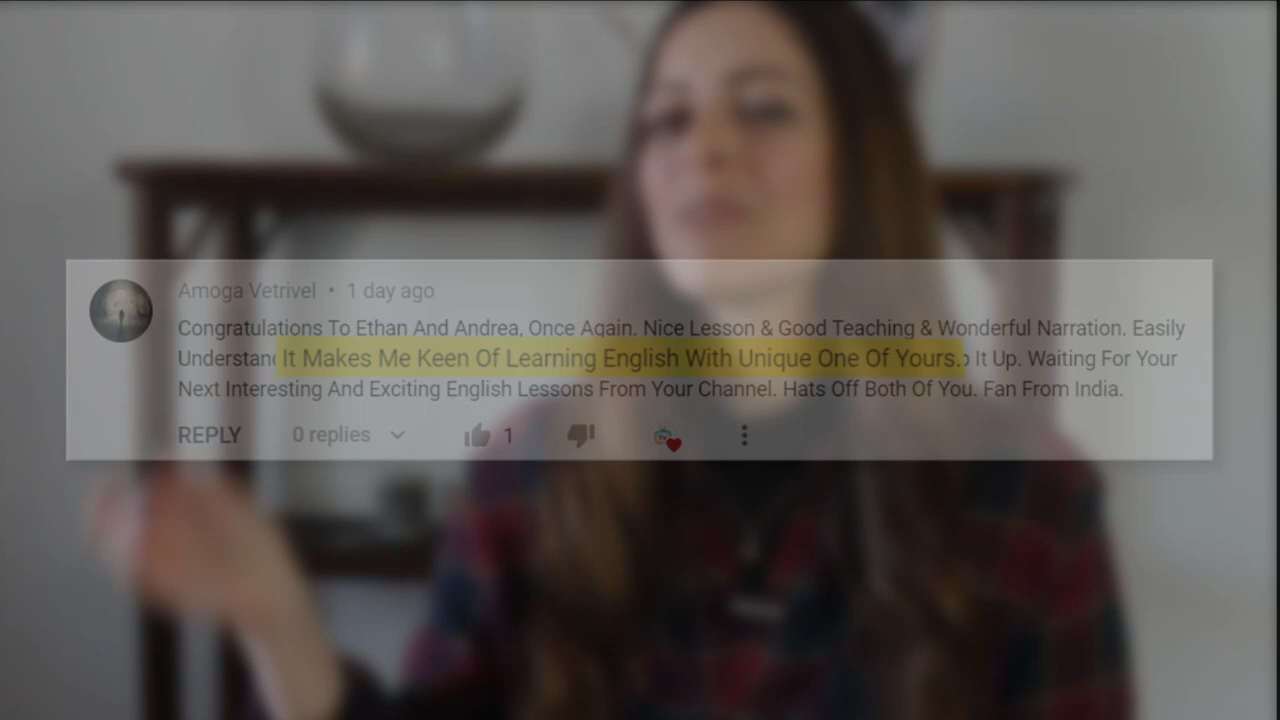 Amoga Vetrivel • 1 day ago
Congratulations To Ethan And Andrea, Once Again. Nice Lesson & Good Teaching & Wonderful Narration. Easily
Understand It Makes Me Keen Of Learning English With Unique One Of Yours. It Up. Waiting For Your
Next Interesting And Exciting English Lessons From Your Channel. Hats Off Both Of You. Fan From India.
REPLY 0 replies 1